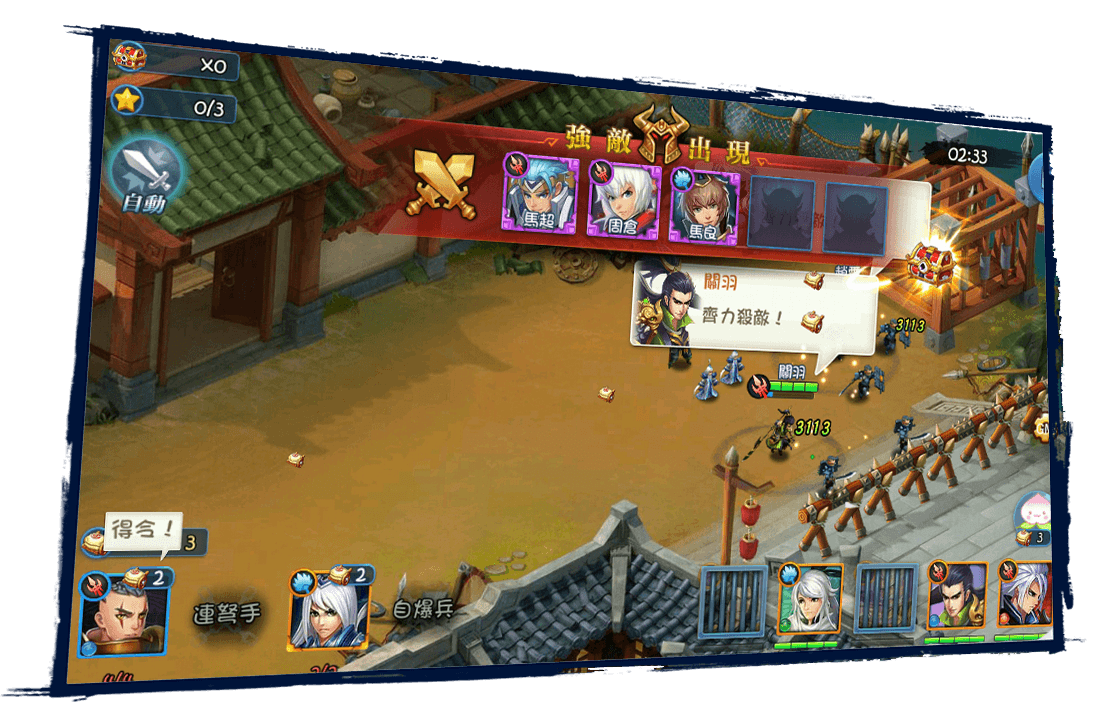 X0
0/3
自動
強敵出現
02:33
馬超
周倉
馬良
關羽
齊力殺敵！
3113
關羽
3113
得令！
3
3
2
連弩手
2
自爆兵